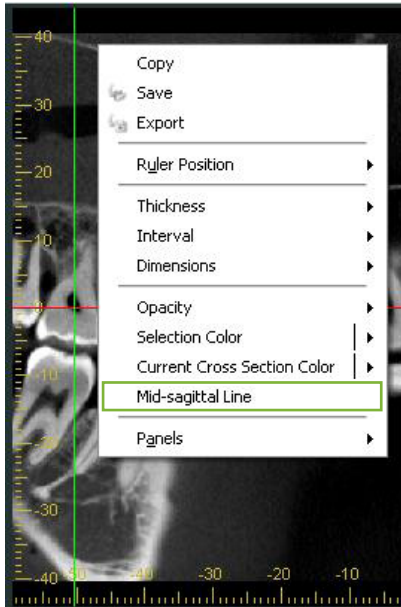 40
Copy
Save
30
Export
20
Ruler Position
Thickness
10
Interval
Dimensions
0
Opacity
Selection Color
Current Cross Section Color
-10
Mid-sagittal Line
-20
Panels
-30
-40 -50 -40 -30 -20 -10